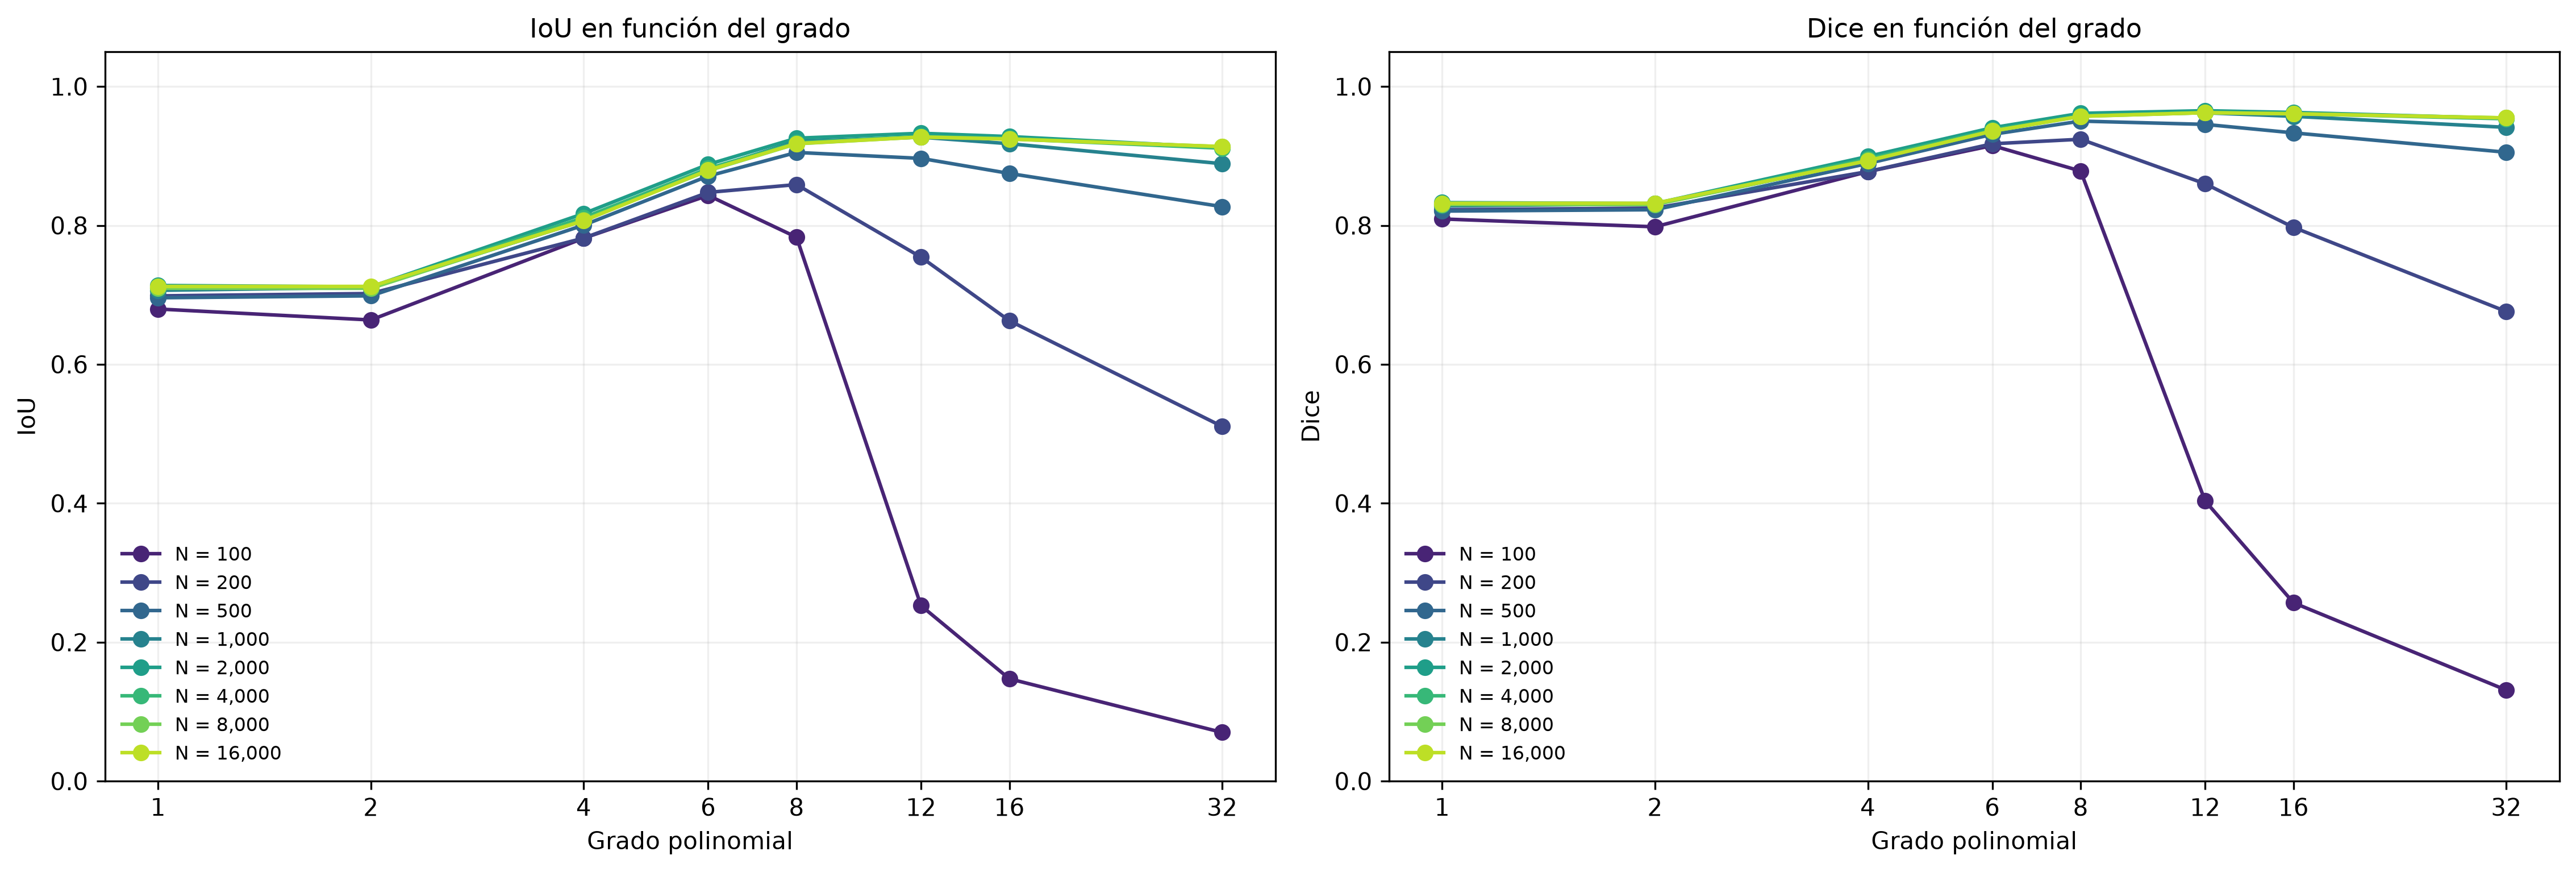 IoU en función del grado
1.0
0.8
0.6
0.4
0.2
0.0
IoU
N = 100
N = 200
N = 500
N = 1,000
N = 2,000
N = 4,000
N = 8,000
N = 16,000
1 2 4 6 8 12 16 32
Grado polinomial
Dice en función del grado
1.0
0.8
0.6
0.4
0.2
0.0
Dice
N = 100
N = 200
N = 500
N = 1,000
N = 2,000
N = 4,000
N = 8,000
N = 16,000
1 2 4 6 8 12 16 32
Grado polinomial